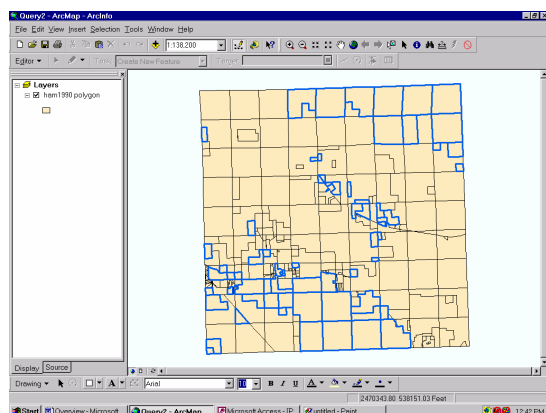 Query2 - ArcMap - ArcInfo
File Edit View Insert Selection Tools Window Help
1:138,200
Editor Task: Create New Feature Target:
Layers
ham1990 polygon
Display Source
Drawing A Arial 10 B I U A
2470343.80 538151.03 Feet
Start Overview - Microsoft Query2 - ArcMap Microsoft Access - [P untitled - Paint 12:42 PM